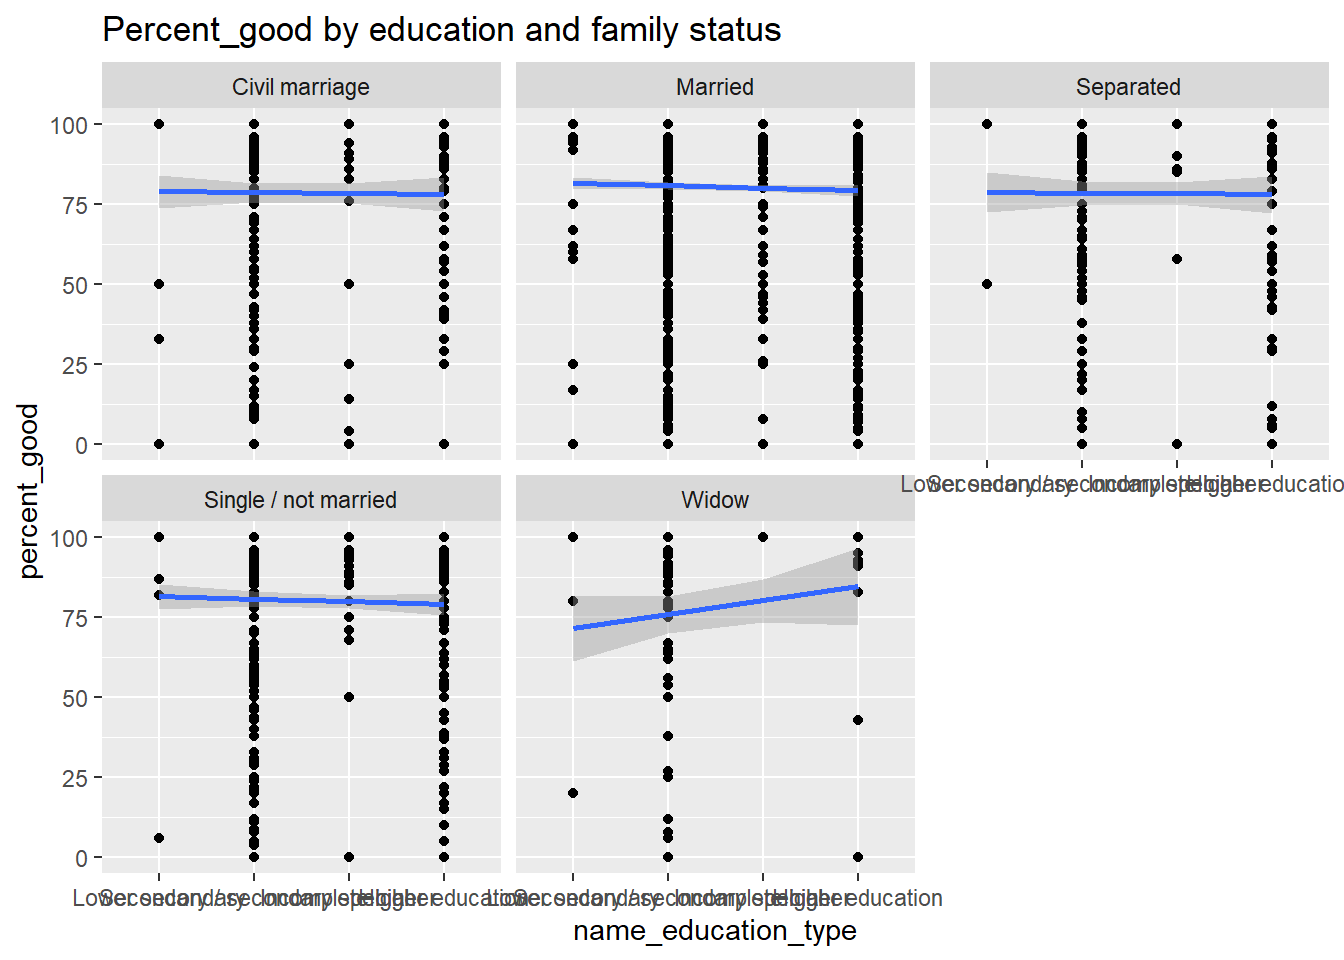 Percent_good by education and family status
Civil marriage
Married
Separated
100
75
50
25
0
percent_good
Single / not married
Widow
100
75
50
25
0
name_education_type